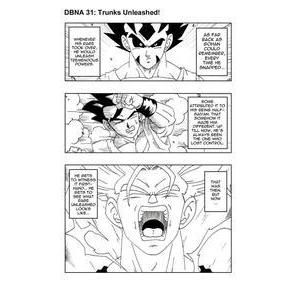 DBNA 31: Trunks Unleashed!
AS FAR
BACK AS
GOHAN
COULD
REMEMBER,
EVERY
TIME HE
SNAPPED...
WHENEVER
HIS RAGE
TOOK OVER,
HE WOULD
UNLEASH
TREMENDOUS
POWERS.
SOME
ATTRIBUTED IT
TO HIS
BEING HALF-
SAIYAN. THAT
SOMEHOW IT
MADE HIM
DIFFERENT. UP
TILL NOW, HE'S
ALWAYS BEEN
THE ONE
WHO LOST
CONTROL.
THAT
WAS
THEN.
BUT
NOW
...
HE GETS
TO WITNESS
IT FIRST-
HAND... HE
GETS TO
SEE WHAT
RAGE
UNLEASHED
LOOKS
LIKE...